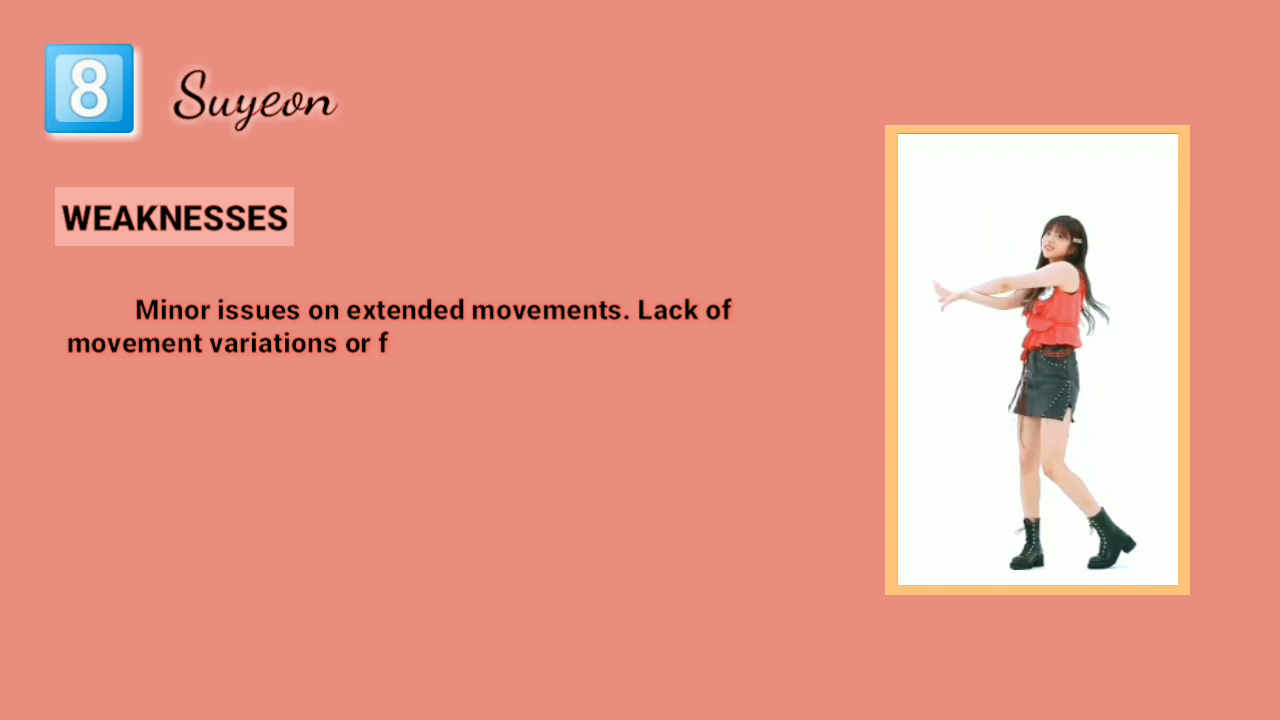 8 Suyeon
WEAKNESSES
Minor issues on extended movements. Lack of
movement variations or f